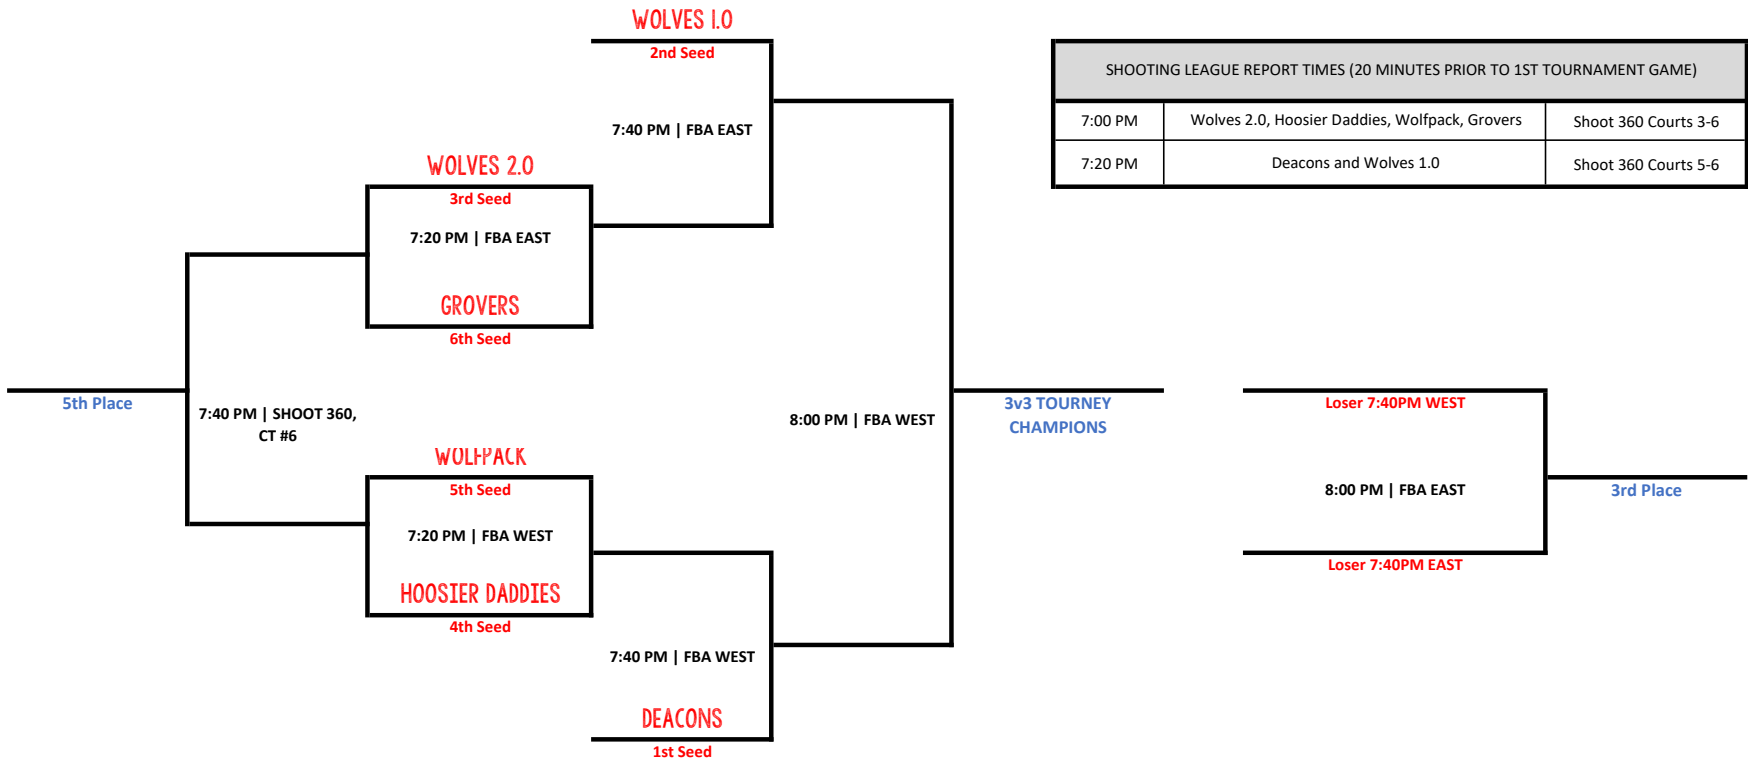 WOLVES 1.0
2nd Seed
7:40 PM | FBA EAST
SHOOTING LEAGUE REPORT TIMES (20 MINUTES PRIOR TO 1ST TOURNAMENT GAME)
7:00 PM Wolves 2.0, Hoosier Daddies, Wolfpack, Grovers Shoot 360 Courts 3-6
7:20 PM Deacons and Wolves 1.0 Shoot 360 Courts 5-6
WOLVES 2.0
3rd Seed
7:20 PM | FBA EAST
GROVERS
6th Seed
5th Place
7:40 PM | SHOOT 360,
CT #6
8:00 PM | FBA WEST
3v3 TOURNEY
CHAMPIONS
Loser 7:40PM WEST
8:00 PM | FBA EAST
3rd Place
Loser 7:40PM EAST
WOLFPACK
5th Seed
7:20 PM | FBA WEST
HOOSIER DADDIES
4th Seed
7:40 PM | FBA WEST
DEACONS
1st Seed